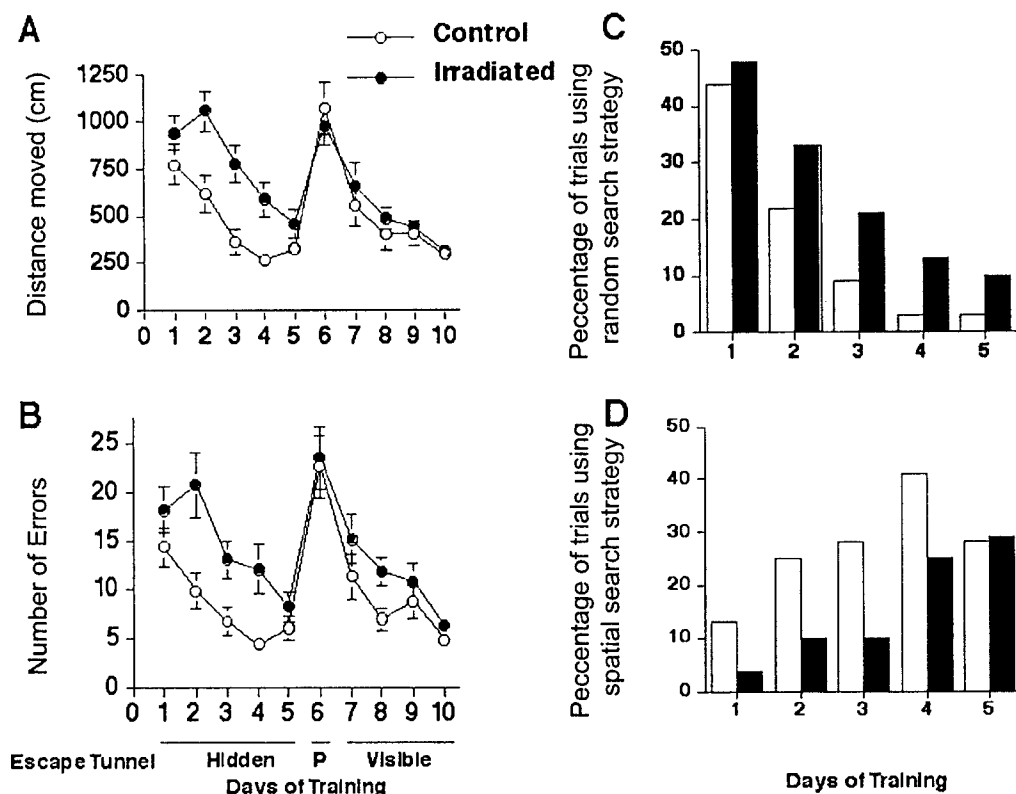 A
Control
Irradiated
Distance moved (cm)
1250
1000
750
500
250
0
0 1 2 3 4 5 6 7 8 9 10
B
Number of Errors
25
20
15
10
5
0
0 1 2 3 4 5 6 7 8 9 10
Escape Tunnel Hidden P Visible
Days of Training
C
Peccentage of trials using
random search strategy
50
40
30
20
10
0
1 2 3 4 5
D
Peccentage of trials using
spatial search strategy
50
40
30
20
10
0
1 2 3 4 5
Days of Training